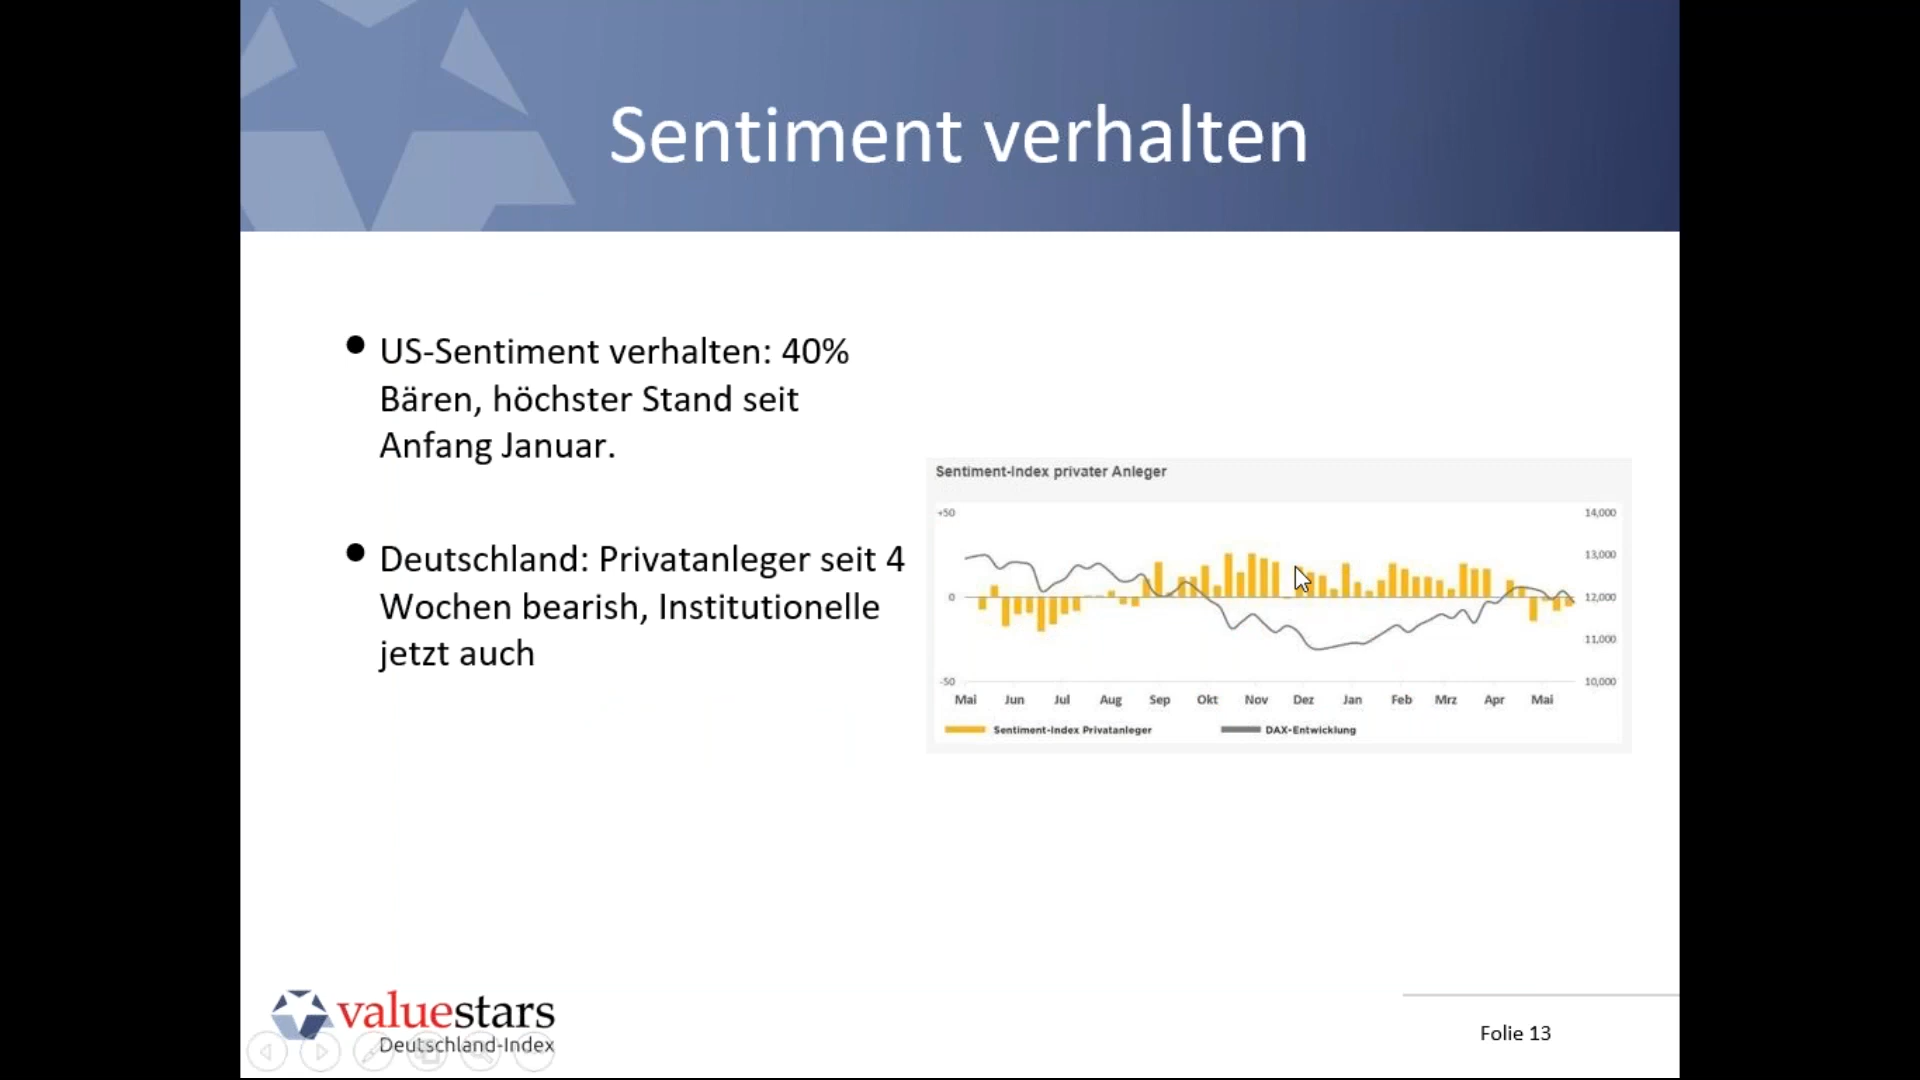 Sentiment verhalten
• US-Sentiment verhalten: 40%
Bären, höchster Stand seit
Anfang Januar.
• Deutschland: Privatanleger seit 4
Wochen bearish, Institutionelle
jetzt auch
Sentiment-Index privater Anleger
+50
0
-50
14,000
13,000
12,000
11,000
10,000
Mai Jun Jul Aug Sep Okt Nov Dez Jan Feb Mrz Apr Mai
Sentiment-Index Privatanleger DAX-Entwicklung
valuestars
Deutschland-Index
Folie 13